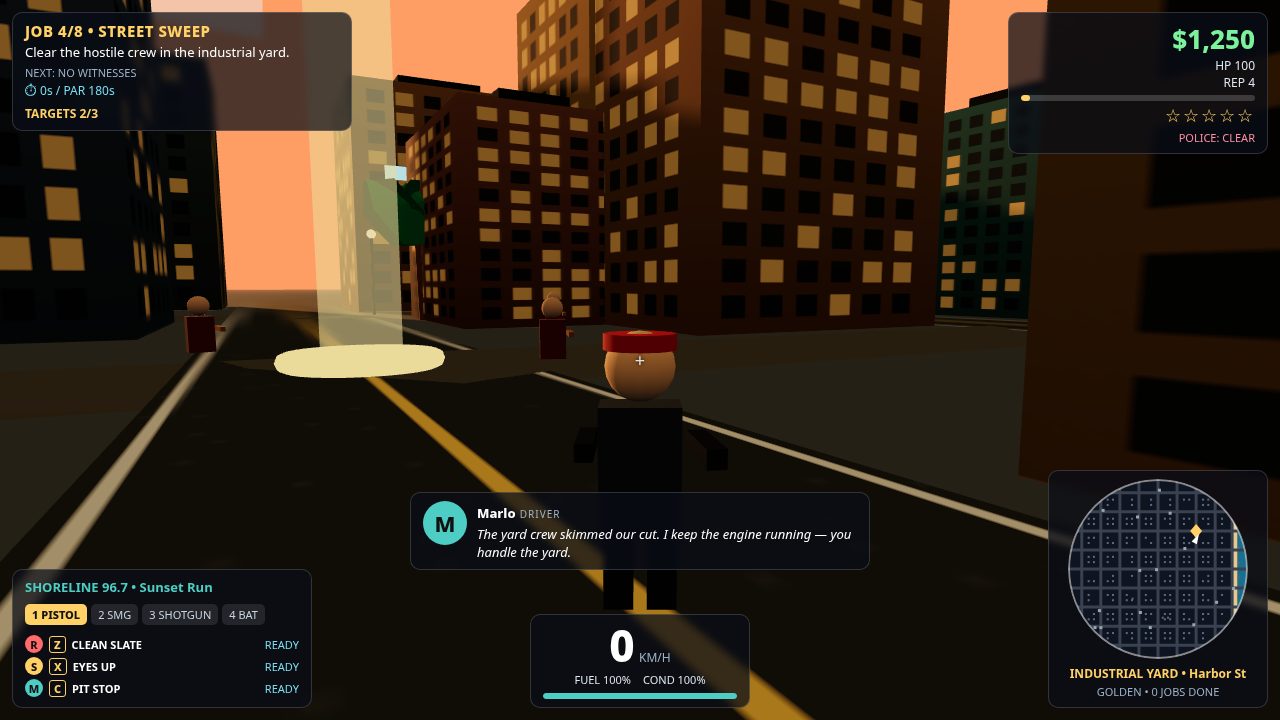 JOB 4/8 • STREET SWEEP
Clear the hostile crew in the industrial yard.
NEXT: NO WITNESSES
⏱ 0s / PAR 180s
TARGETS 2/3
$1,250
HP 100
REP 4
☆☆☆☆☆
POLICE: CLEAR
M
Marlo DRIVER
The yard crew skimmed our cut. I keep the engine running — you
handle the yard.
SHORELINE 96.7 • Sunset Run
1 PISTOL 2 SMG 3 SHOTGUN 4 BAT
R Z CLEAN SLATE READY
S X EYES UP READY
M C PIT STOP READY
0 KM/H
FUEL 100% COND 100%
INDUSTRIAL YARD • Harbor St
GOLDEN • 0 JOBS DONE